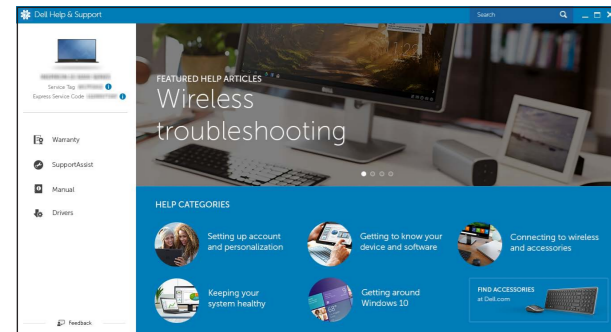 Dell Help & Support
Search
Service Tag:
Express Service Code:
Warranty
SupportAssist
Manual
Drivers
Feedback
FEATURED HELP ARTICLES
Wireless
troubleshooting
DELL
HELP CATEGORIES
Setting up account
and personalization
Getting to know your
device and software
Connecting to wireless
and accessories
Keeping your
system healthy
Getting around
Windows 10
FIND ACCESSORIES
at Dell.com